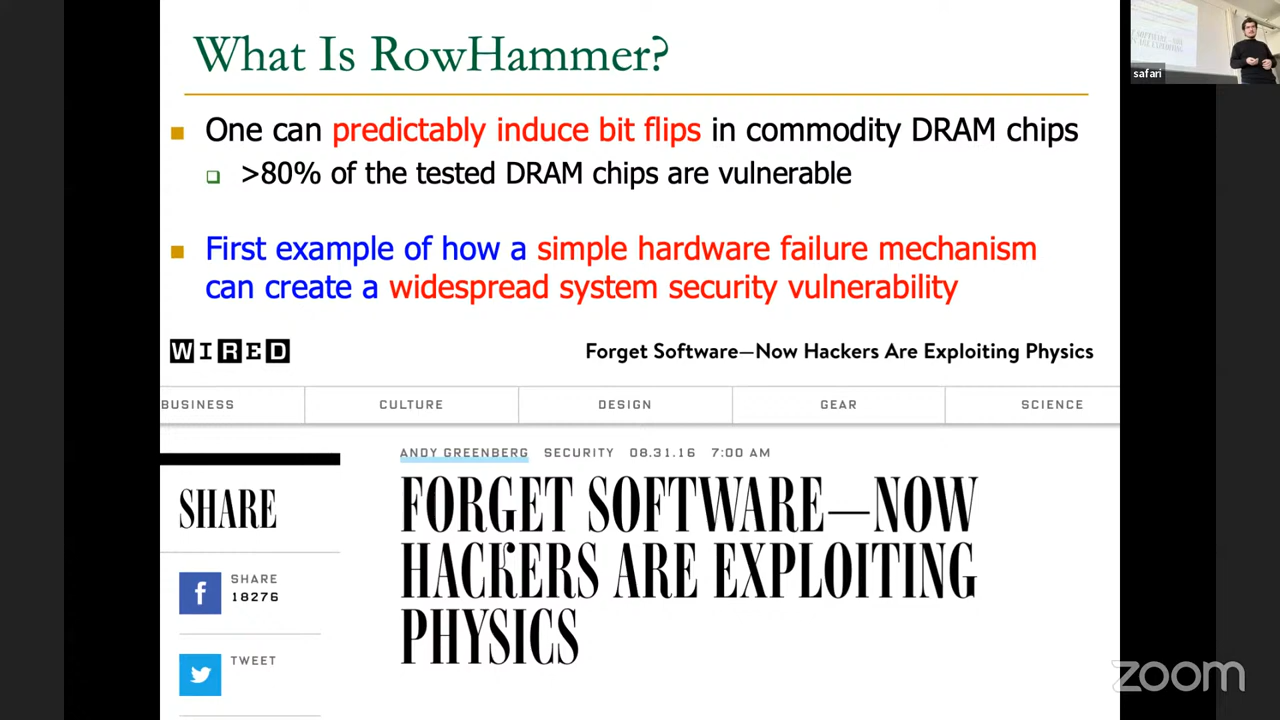 What Is RowHammer?
One can predictably induce bit flips in commodity DRAM chips
>80% of the tested DRAM chips are vulnerable
First example of how a simple hardware failure mechanism
can create a widespread system security vulnerability
WIRED
Forget Software—Now Hackers Are Exploiting Physics
BUSINESS
CULTURE
DESIGN
GEAR
SCIENCE
ANDY GREENBERG SECURITY 08.31.16 7:00 AM
FORGET SOFTWARE—NOW
HACKERS ARE EXPLOITING
PHYSICS
SHARE
SHARE
18276
TWEET
safari
zoom